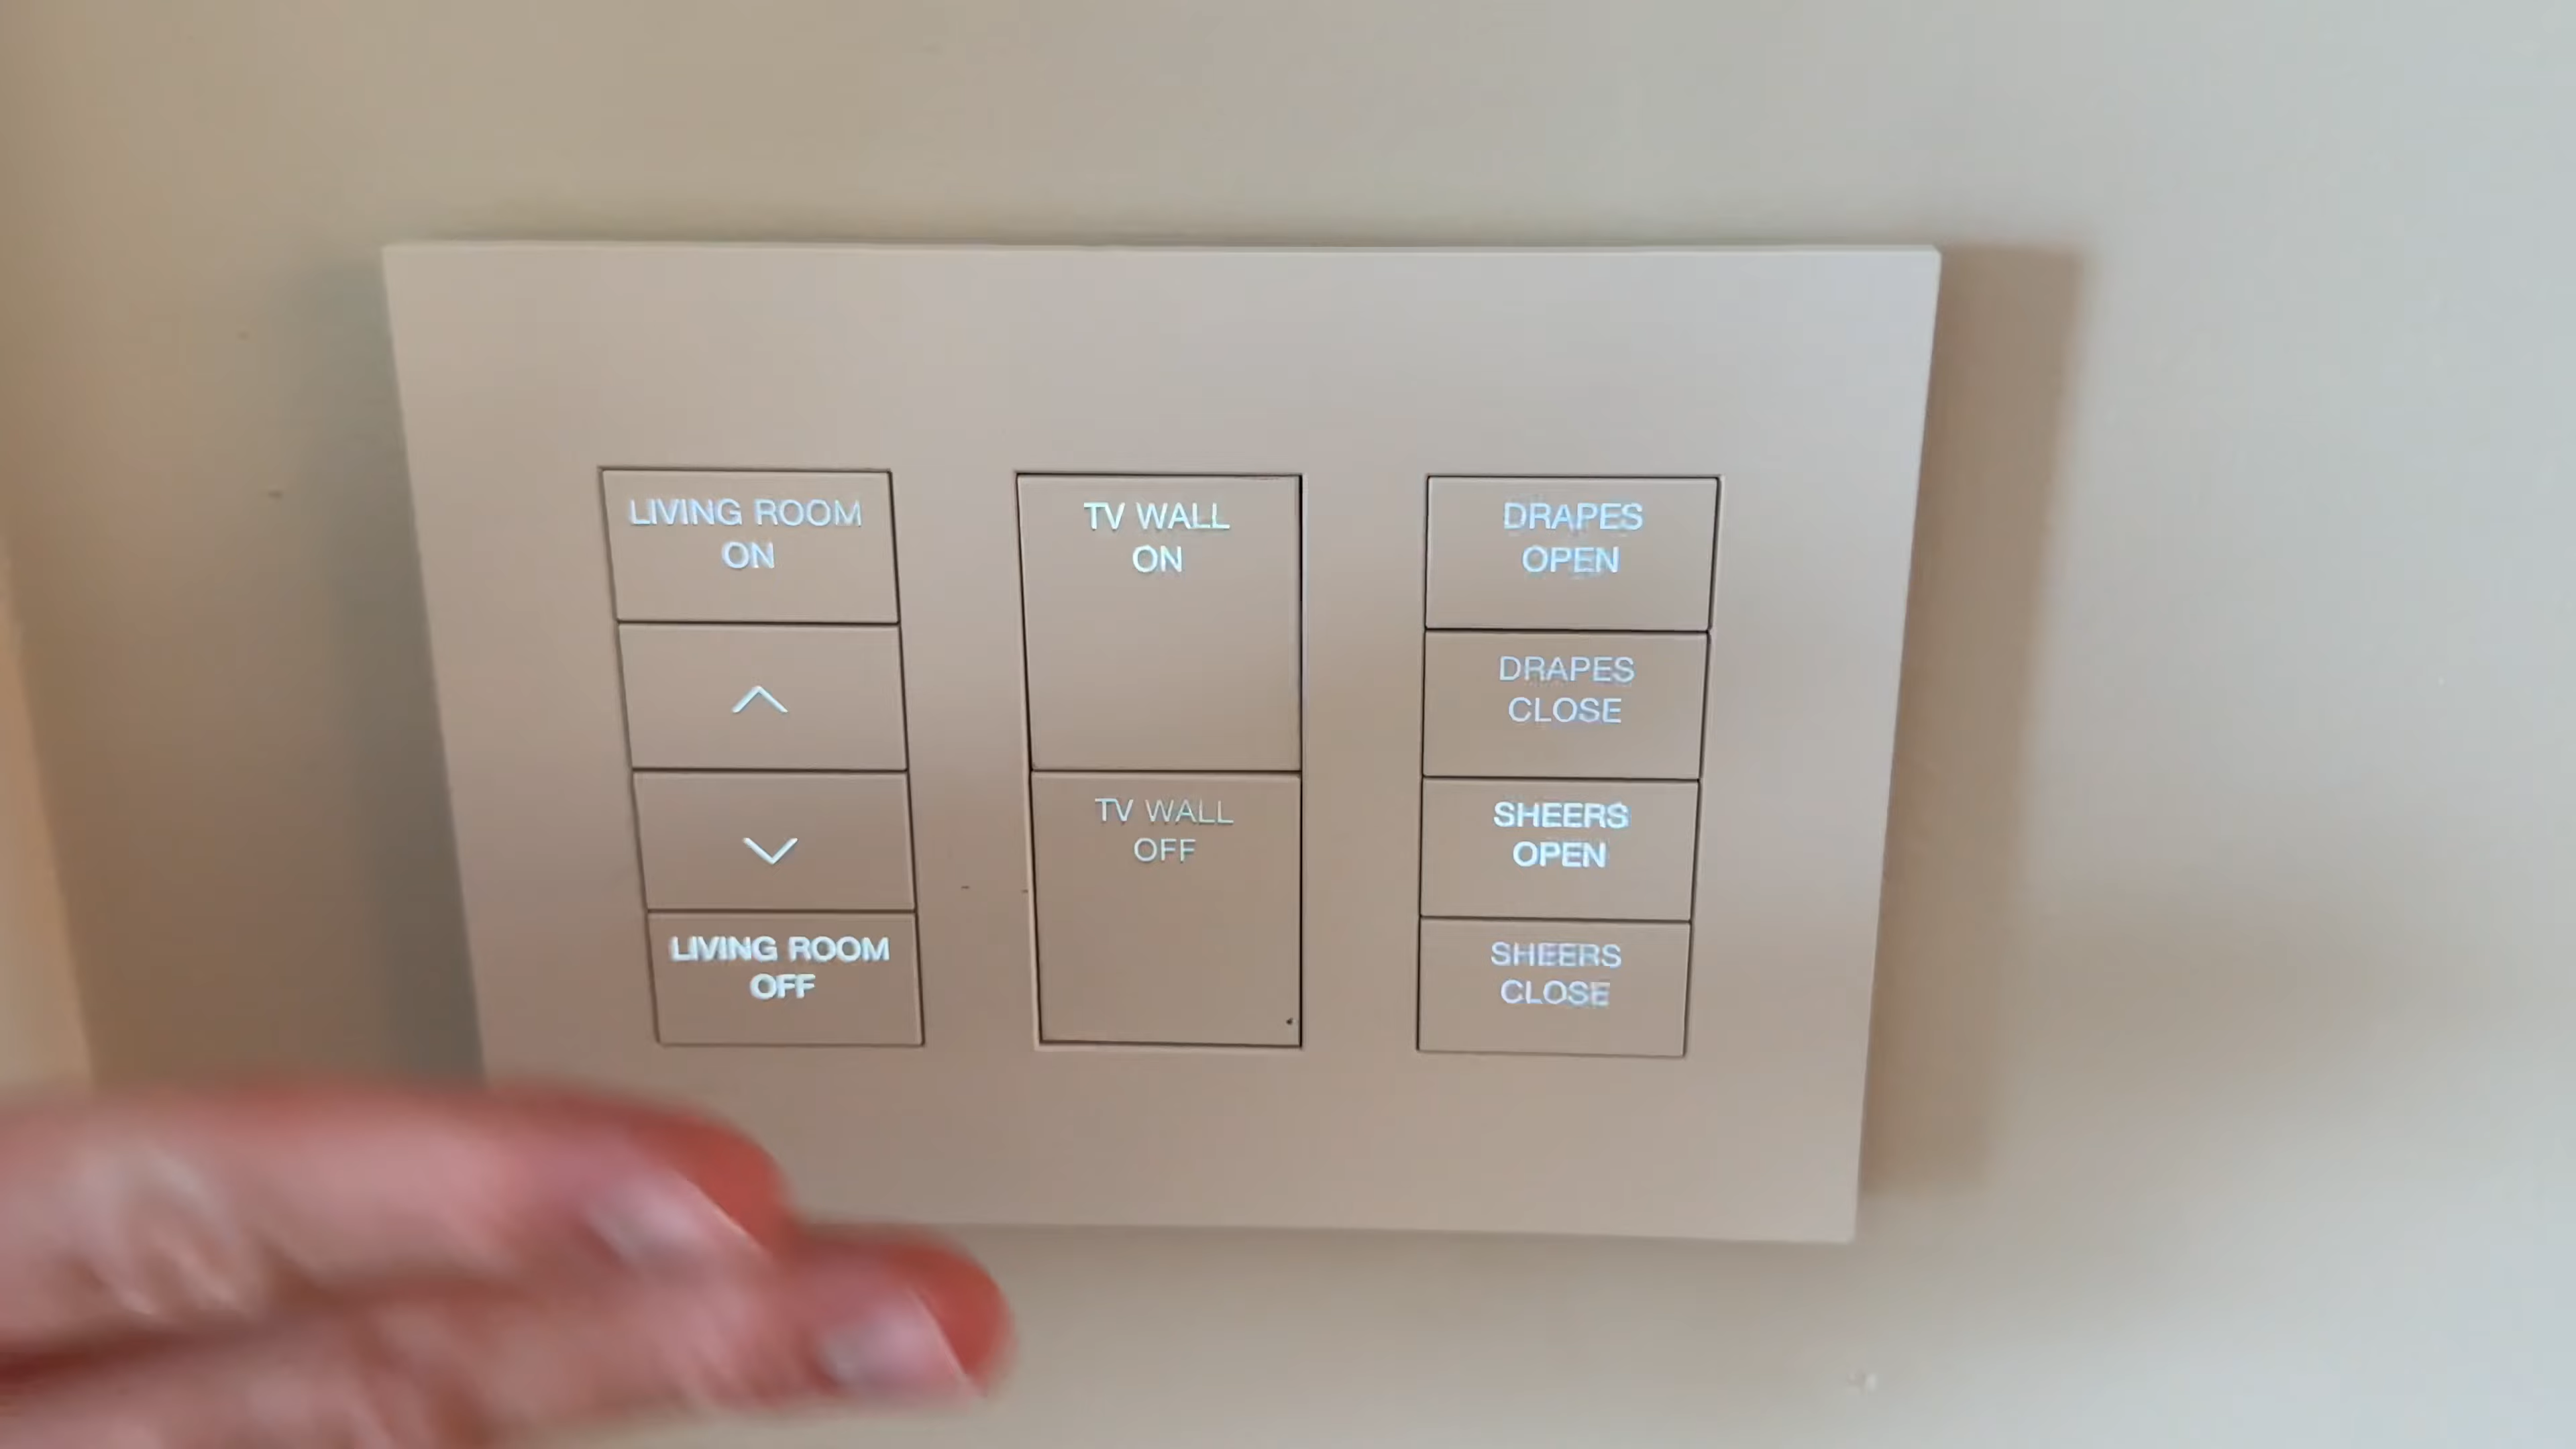 LIVING ROOM
ON
LIVING ROOM
OFF
TV WALL
ON
TV WALL
OFF
DRAPES
OPEN
DRAPES
CLOSE
SHEERS
OPEN
SHEERS
CLOSE